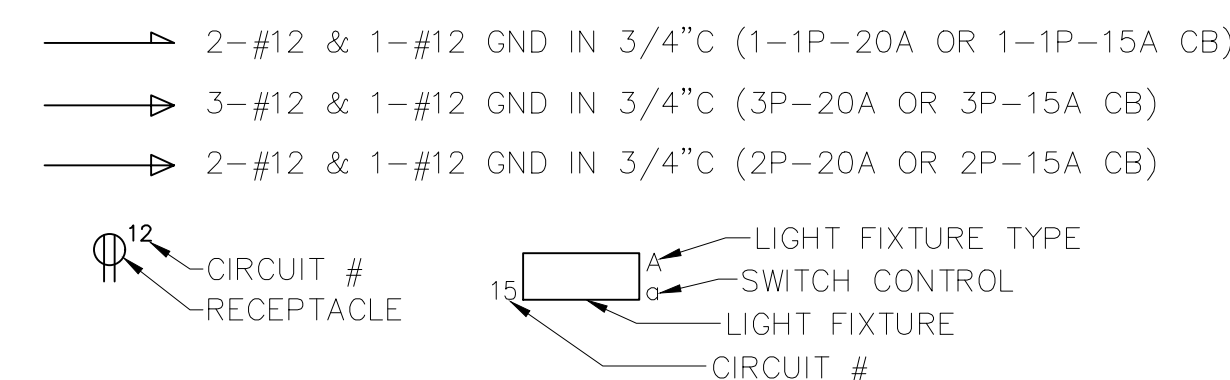 2-#12 & 1-#12 GND IN 3/4"C (1-1P-20A OR 1-1P-15A CB)
3-#12 & 1-#12 GND IN 3/4"C (3P-20A OR 3P-15A CB)
2-#12 & 1-#12 GND IN 3/4"C (2P-20A OR 2P-15A CB)
12
CIRCUIT #
RECEPTACLE
A
LIGHT FIXTURE TYPE
15
a
SWITCH CONTROL
LIGHT FIXTURE
CIRCUIT #